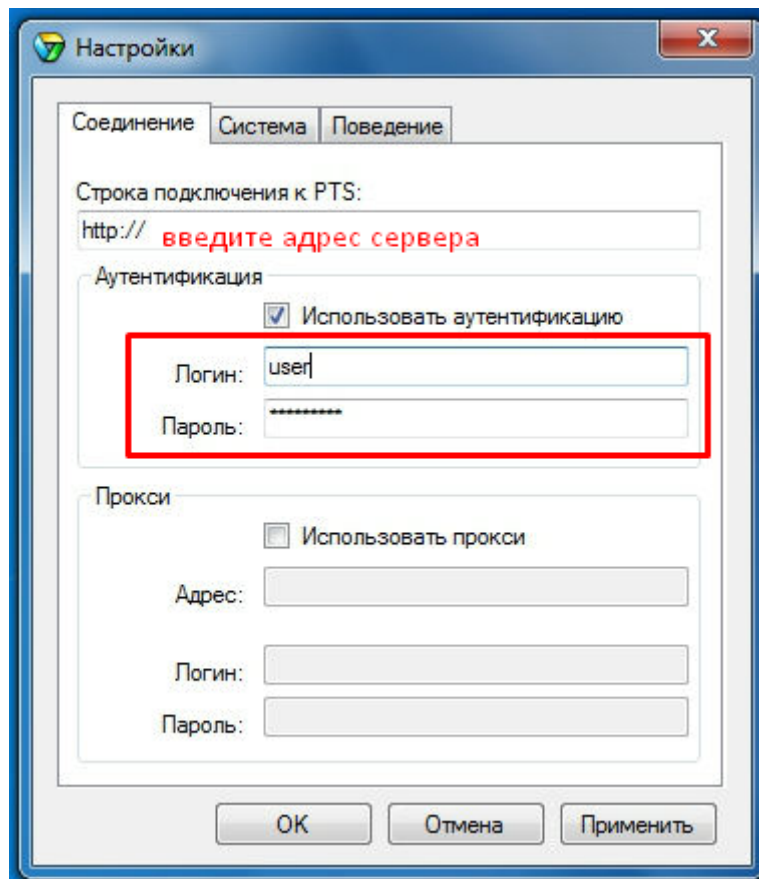 Настройки
Соединение Система Поведение
Строка подключения к PTS:
http:// введите адрес сервера
Аутентификация
Использовать аутентификацию
Логин: user
Пароль: *********
Прокси
Использовать прокси
Адрес:
Логин:
Пароль:
OK Отмена Применить